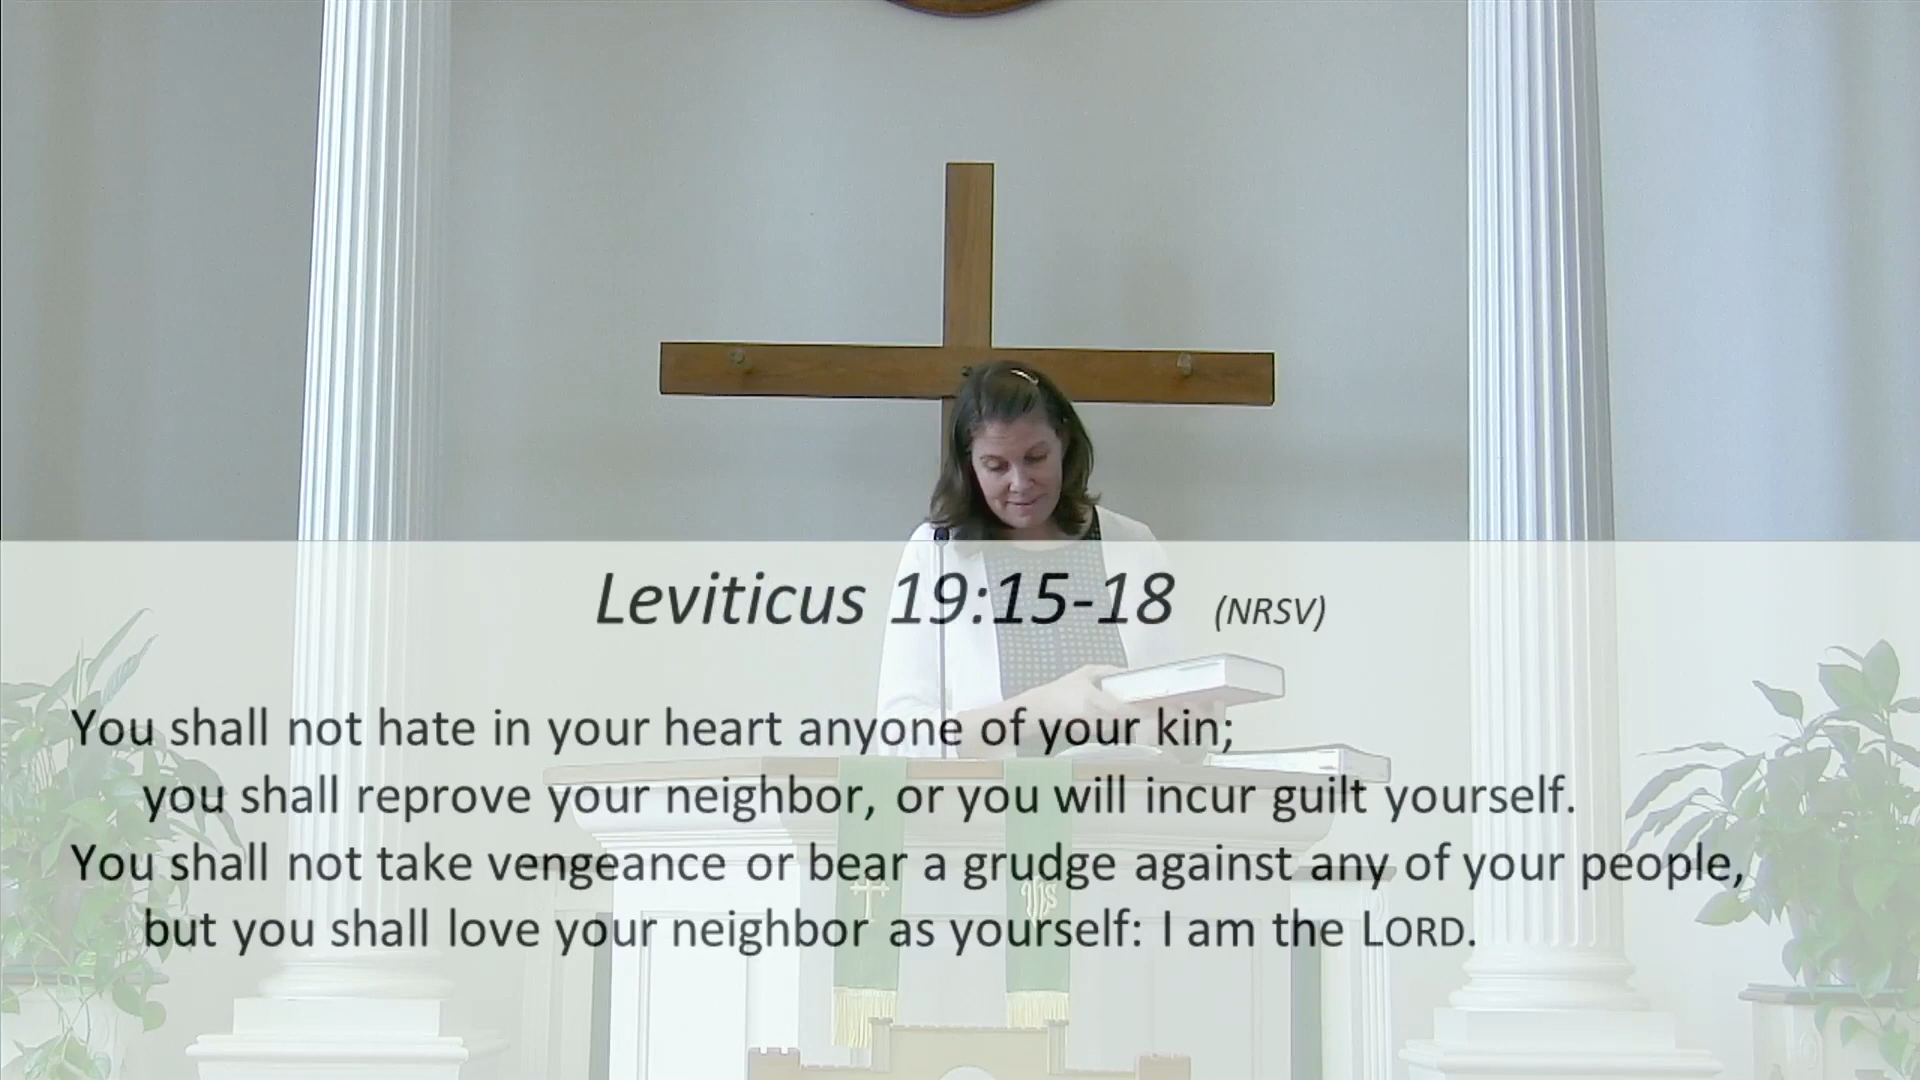 Leviticus 19:15-18 (NRSV)
You shall not hate in your heart anyone of your kin;
you shall reprove your neighbor, or you will incur guilt yourself.
You shall not take vengeance or bear a grudge against any of your people,
but you shall love your neighbor as yourself: I am the LORD.
IHS